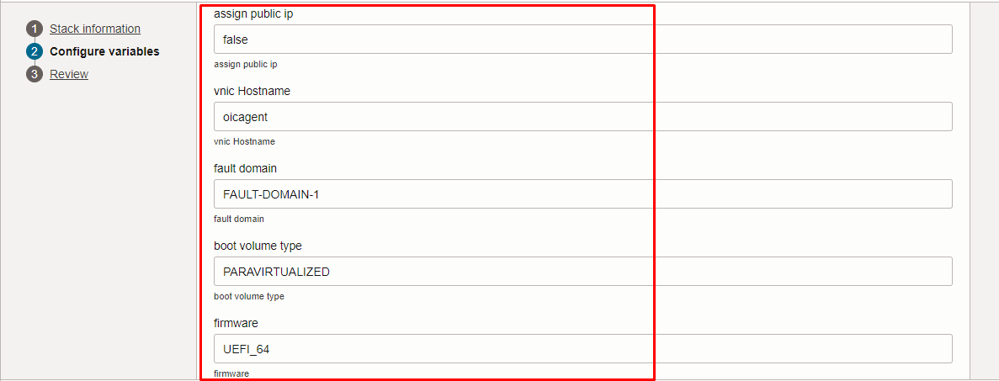 1 Stack information
2 Configure variables
3 Review
assign public ip
false
assign public ip
vnic Hostname
oicagent
vnic Hostname
fault domain
FAULT-DOMAIN-1
fault domain
boot volume type
PARAVIRTUALIZED
boot volume type
firmware
UEFI_64
firmware